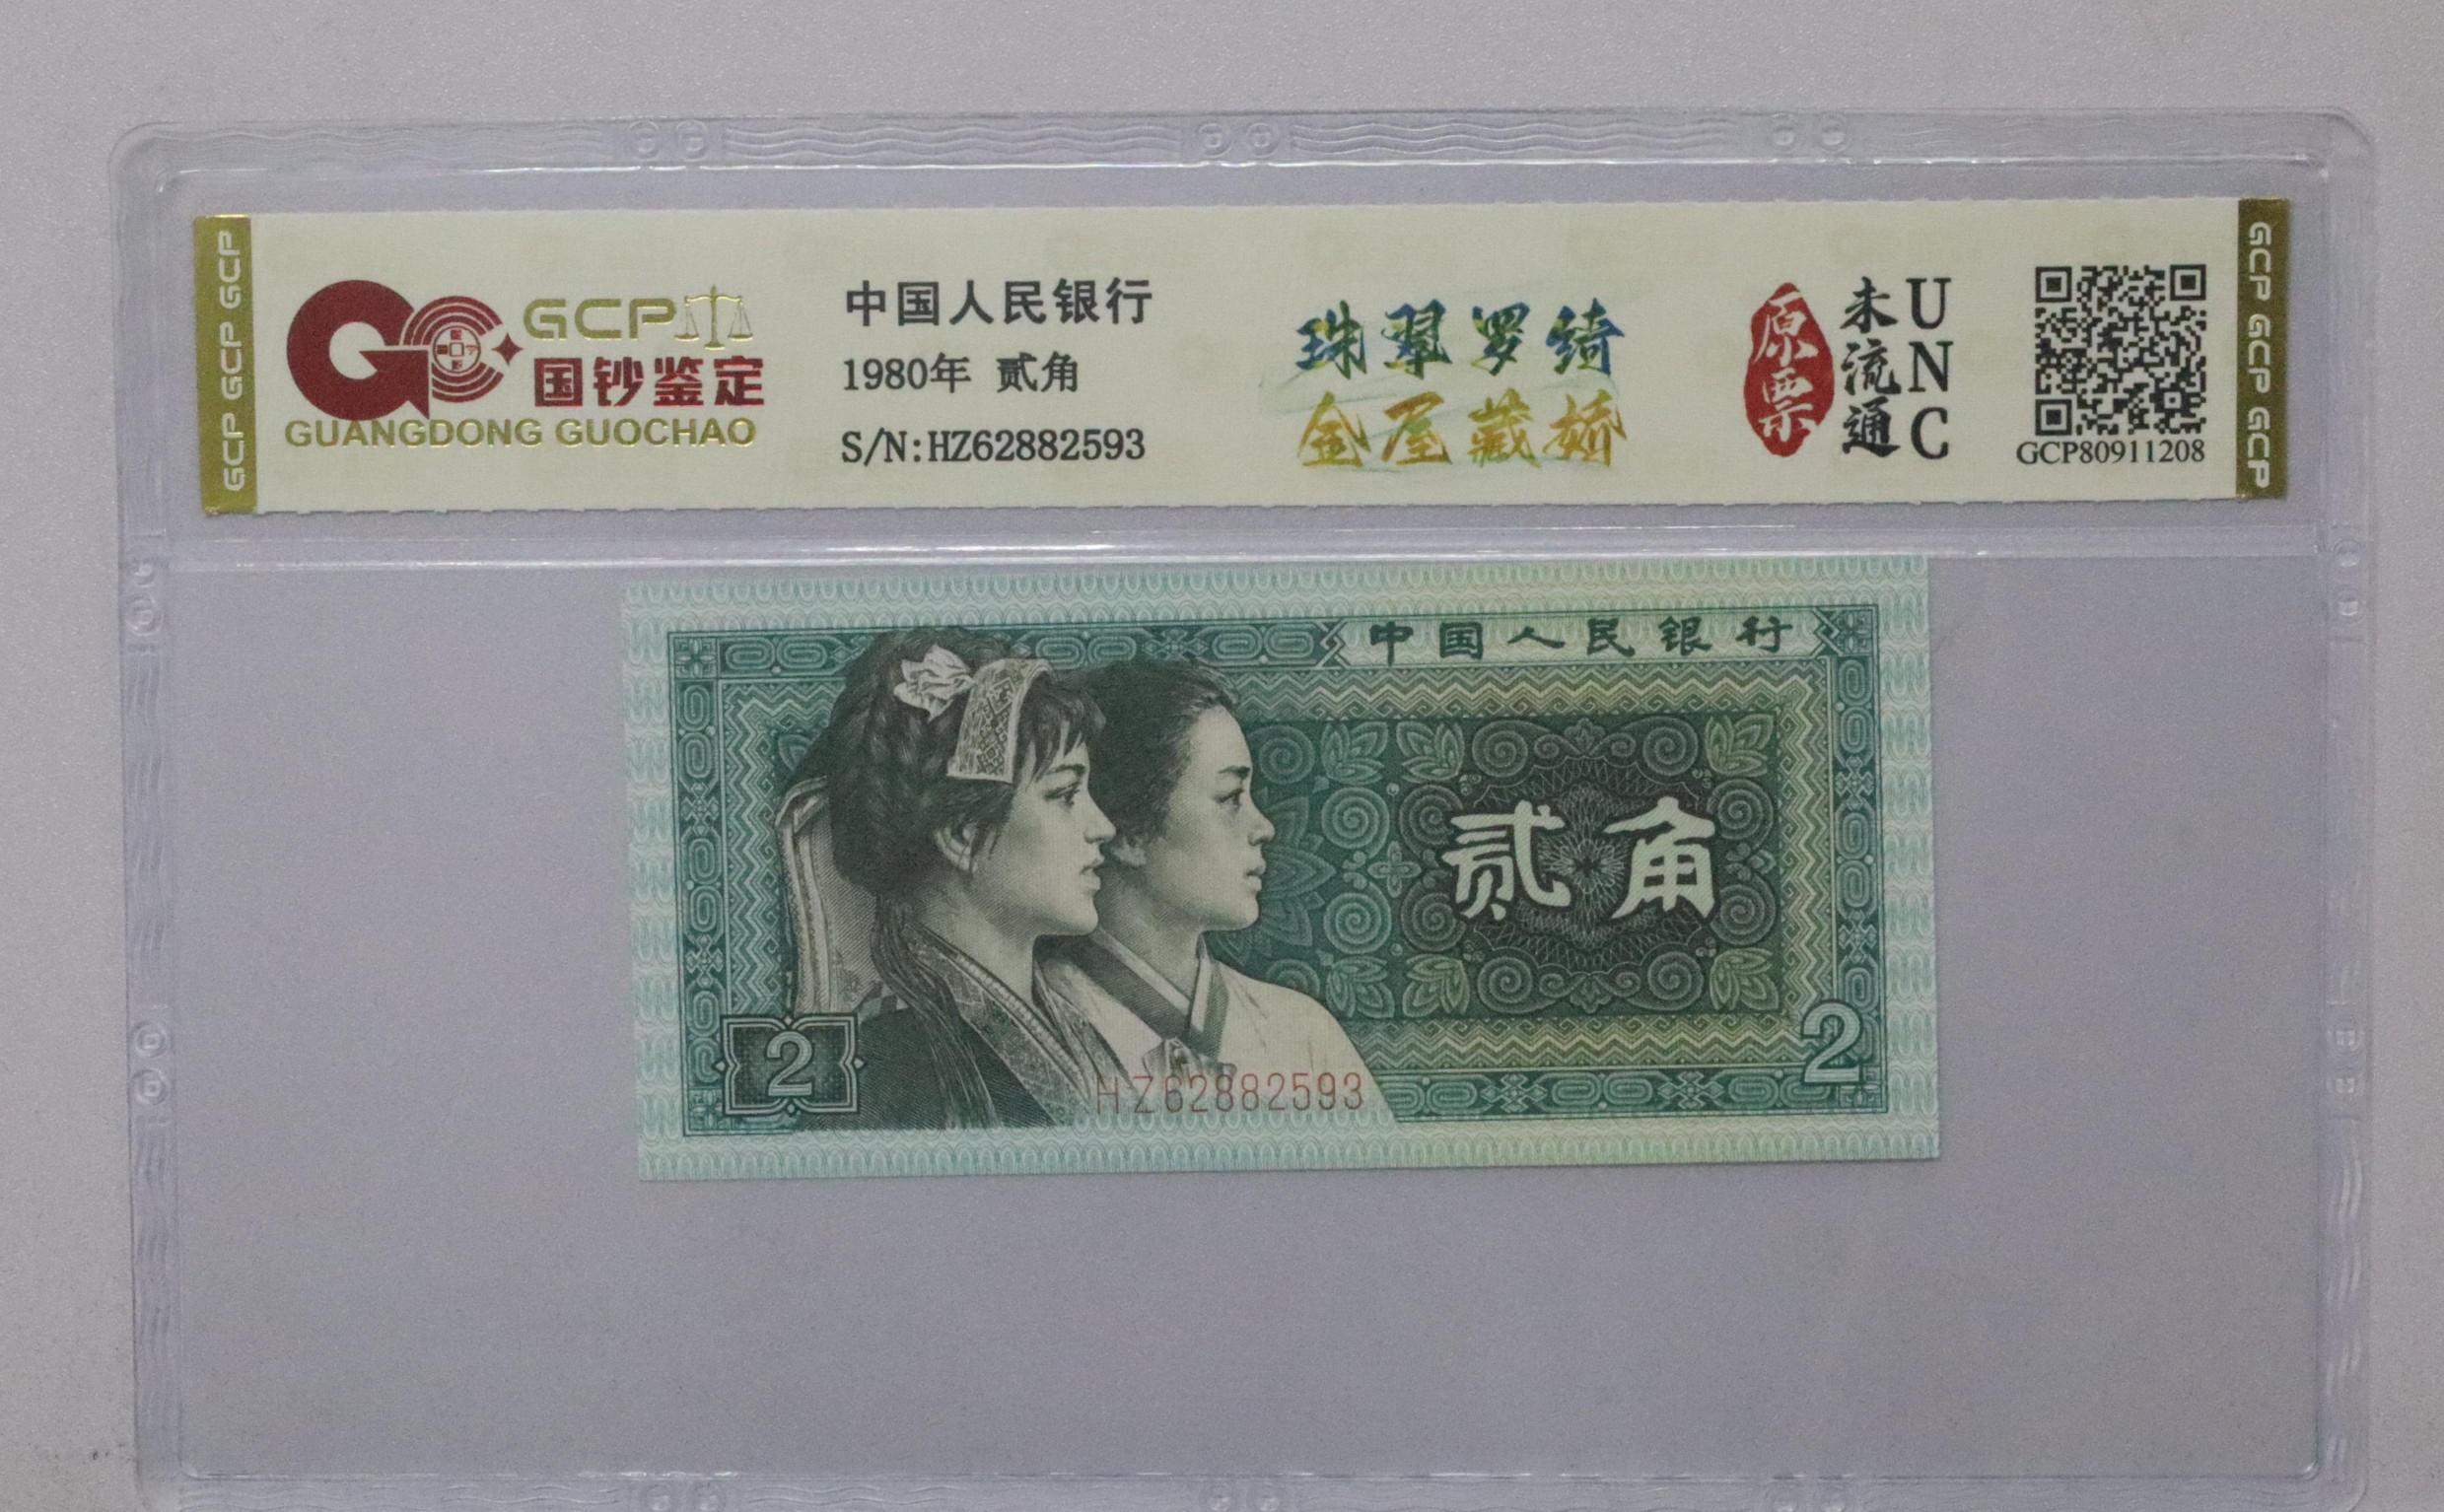 GCP GCP GCP
GCP
国钞鉴定
GUANGDONG GUOCHAO
中国人民银行
1980年 贰角
S/N:HZ62882593
珠翠罗绮
金屋藏娇
原票
未流通
UNC
GCP80911208
GCP GCP GCP
中国人民银行
贰角
2
2
HZ62882593